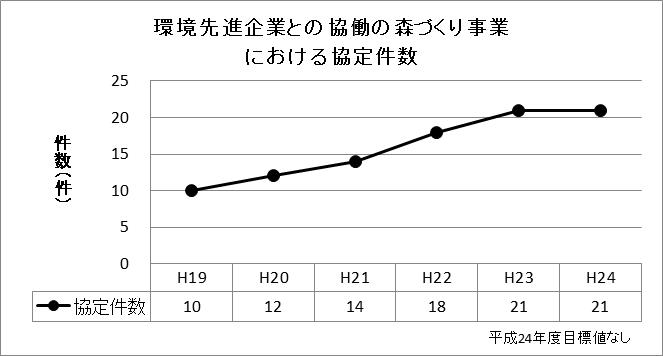 環境先進企業との協働の森づくり事業
における協定件数
件数(件)
25
20
15
10
5
0
H19 H20 H21 H22 H23 H24
協定件数 10 12 14 18 21 21
平成24年度目標値なし